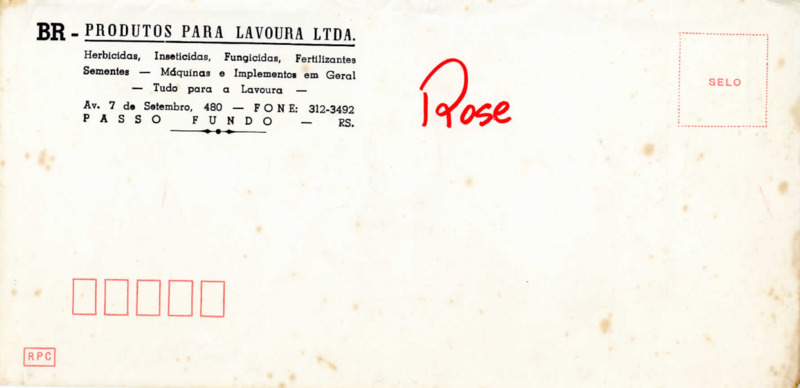 BR - PRODUTOS PARA LAVOURA LTDA.
Herbicidas, Inseticidas, Fungicidas, Fertilizantes
Sementes — Máquinas e Implementos em Geral
— Tudo para a Lavoura —
Av. 7 de Setembro, 480 — FONE: 312-3492
PASSO FUNDO — RS.
Rose
SELO
RPC